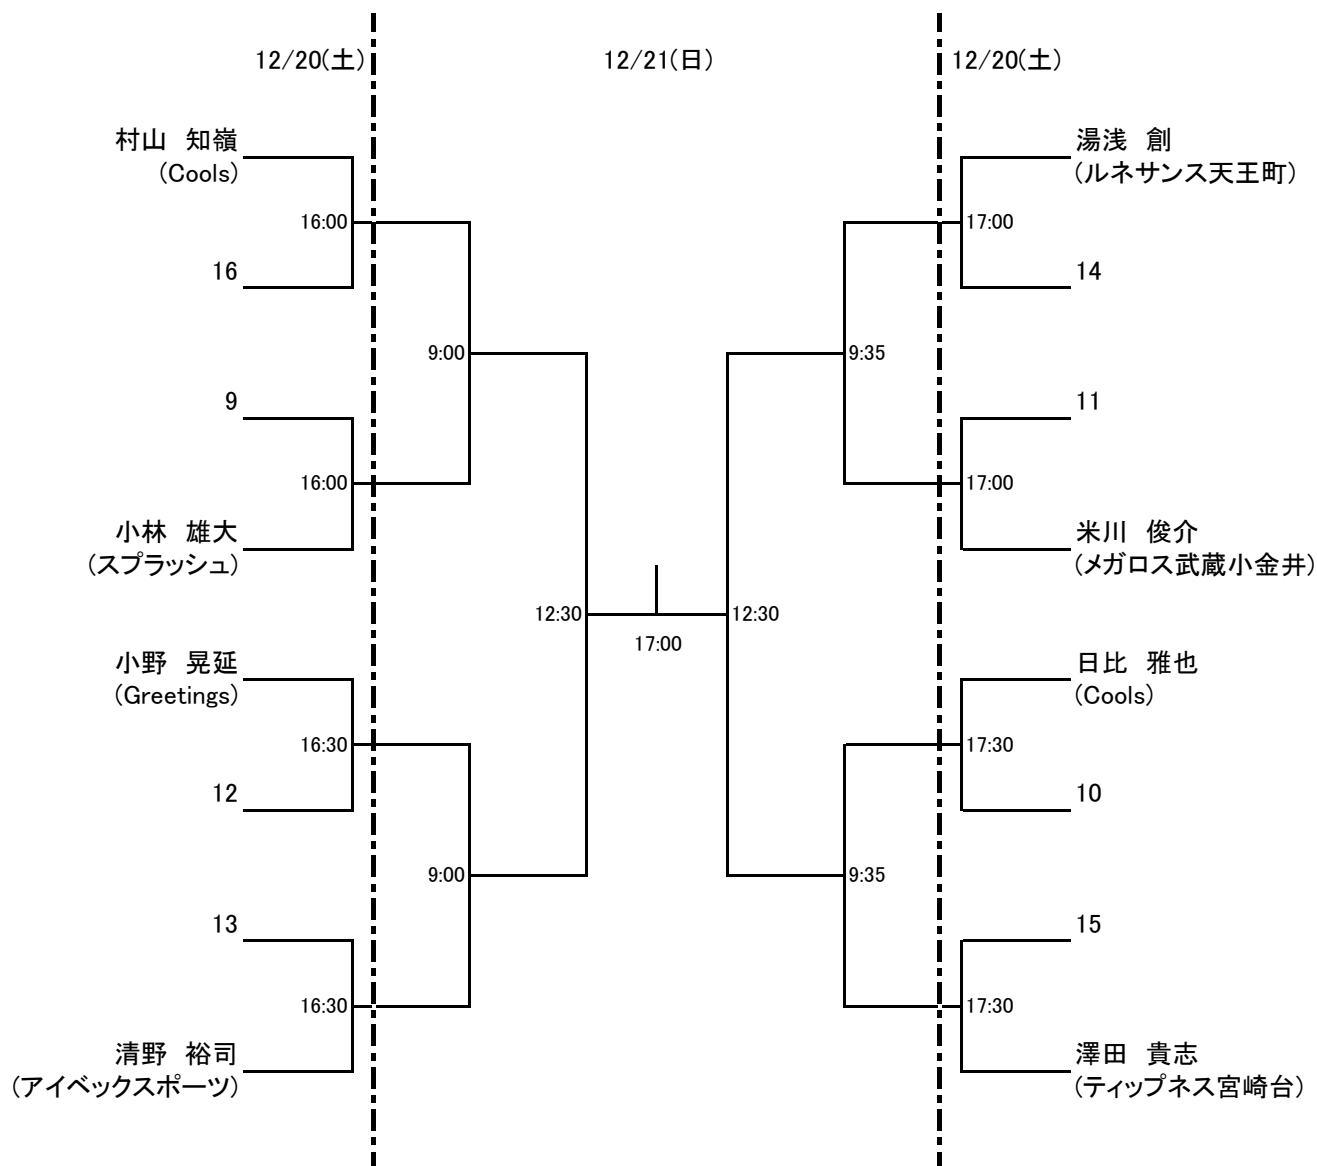 12/20(土)
12/21(日)
12/20(土)
村山　知嶺
(Cools)
16:00
16
9:00
9
16:00
小林　雄大
(スプラッシュ)
12:30
小野　晃延
(Greetings)
16:30
12
9:00
13
16:30
清野　裕司
(アイベックスポーツ)
17:00
湯浅　創
(ルネサンス天王町)
17:00
14
9:35
11
17:00
米川　俊介
(メガロス武蔵小金井)
12:30
日比　雅也
(Cools)
17:30
10
9:35
15
17:30
澤田　貴志
(ティップネス宮崎台)